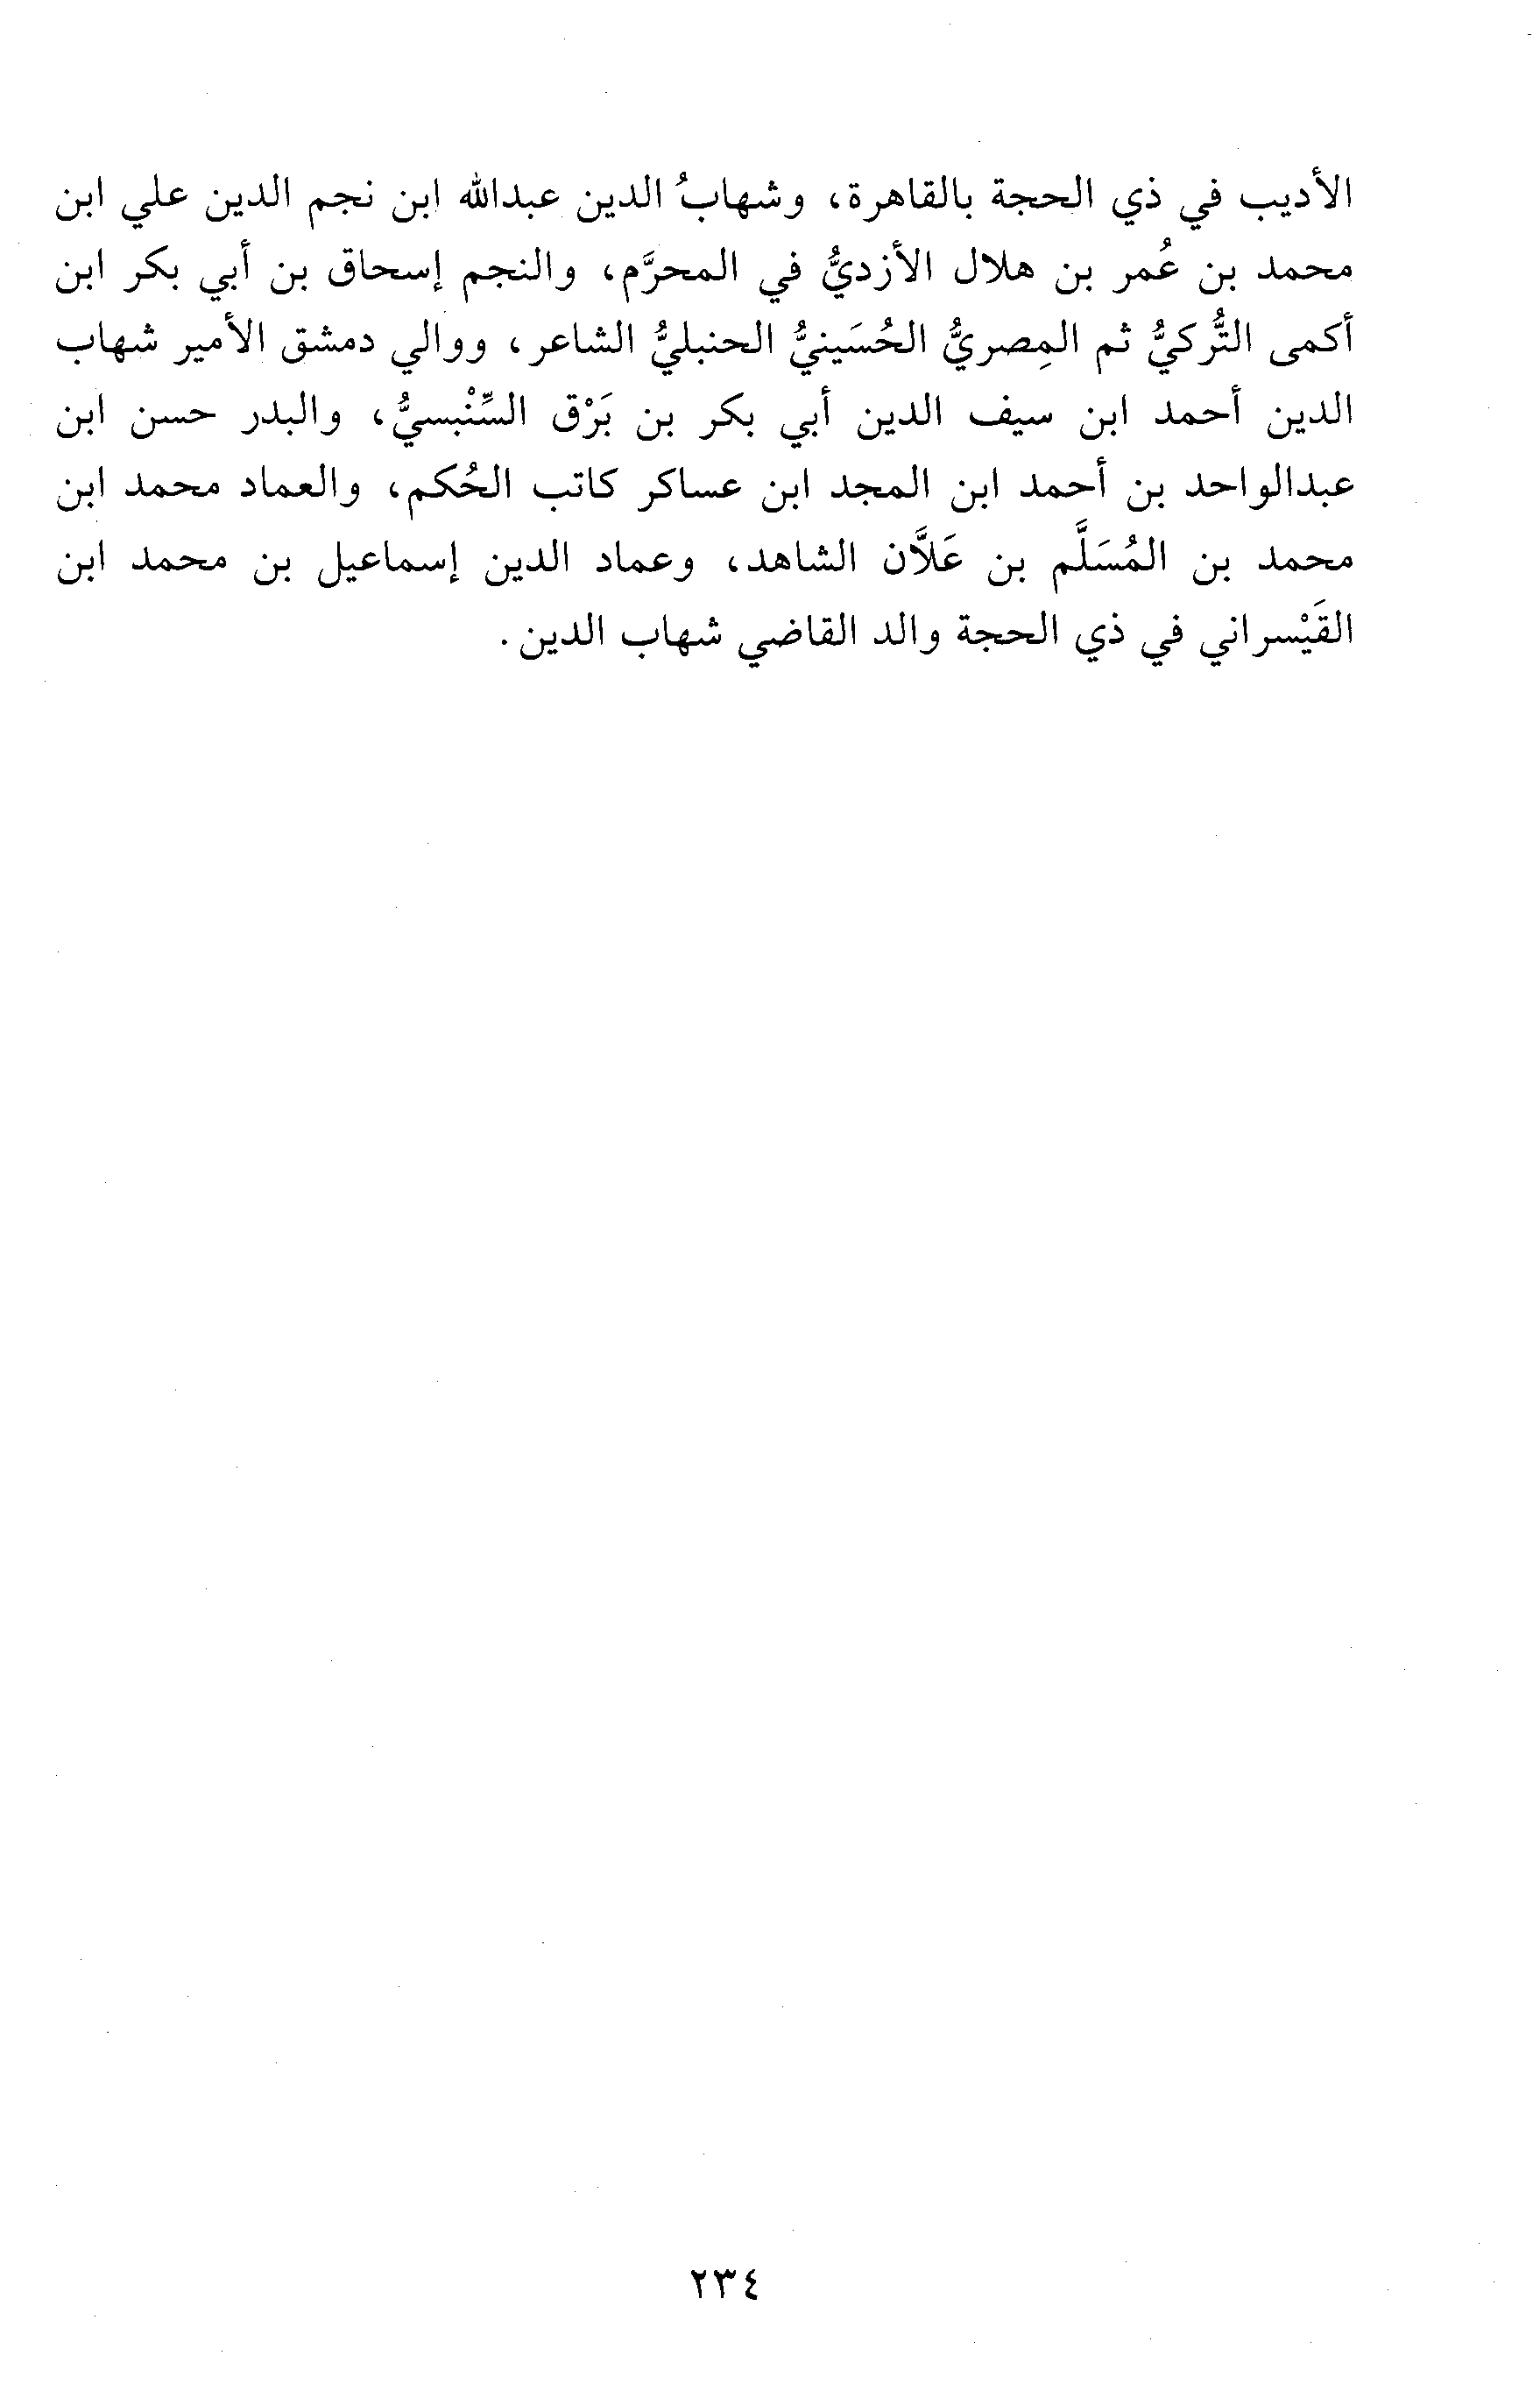 الأديب في ذي الحجة بالقاهرة، وشهابُ الدين عبدالله ابن نجم الدين علي ابن
محمد بن عُمر بن هلال الأزديُّ في المحرَّم، والنجم إسحاق بن أبي بكر ابن
أكمى التُّركيُّ ثم المِصريُّ الحُسَينيُّ الحنبليُّ الشاعر، ووالي دمشق الأمير شهاب
الدين أحمد ابن سيف الدين أبي بكر بن بَرْق السِّنْبسيُّ، والبدر حسن ابن
عبدالواحد بن أحمد ابن المجد ابن عساكر كاتب الحُكم، والعماد محمد ابن
محمد بن المُسَلَّم بن عَلاَّن الشاهد، وعماد الدين إسماعيل بن محمد ابن
القَيْسراني في ذي الحجة والد القاضي شهاب الدين.
٢٣٤